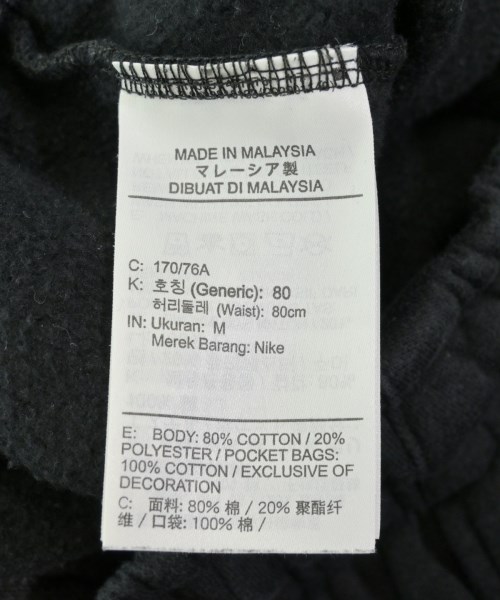 MADE IN MALAYSIA
マレーシア製
DIBUAT DI MALAYSIA
C: 170/76A
K: 호칭 (Generic): 80
허리둘레 (Waist): 80cm
IN: Ukuran: M
Merek Barang: Nike
E: BODY: 80% COTTON / 20%
POLYESTER / POCKET BAGS:
100% COTTON / EXCLUSIVE OF
DECORATION
C: 面料: 80% 棉 / 20% 聚酯纤
维 / 口袋: 100% 棉 /